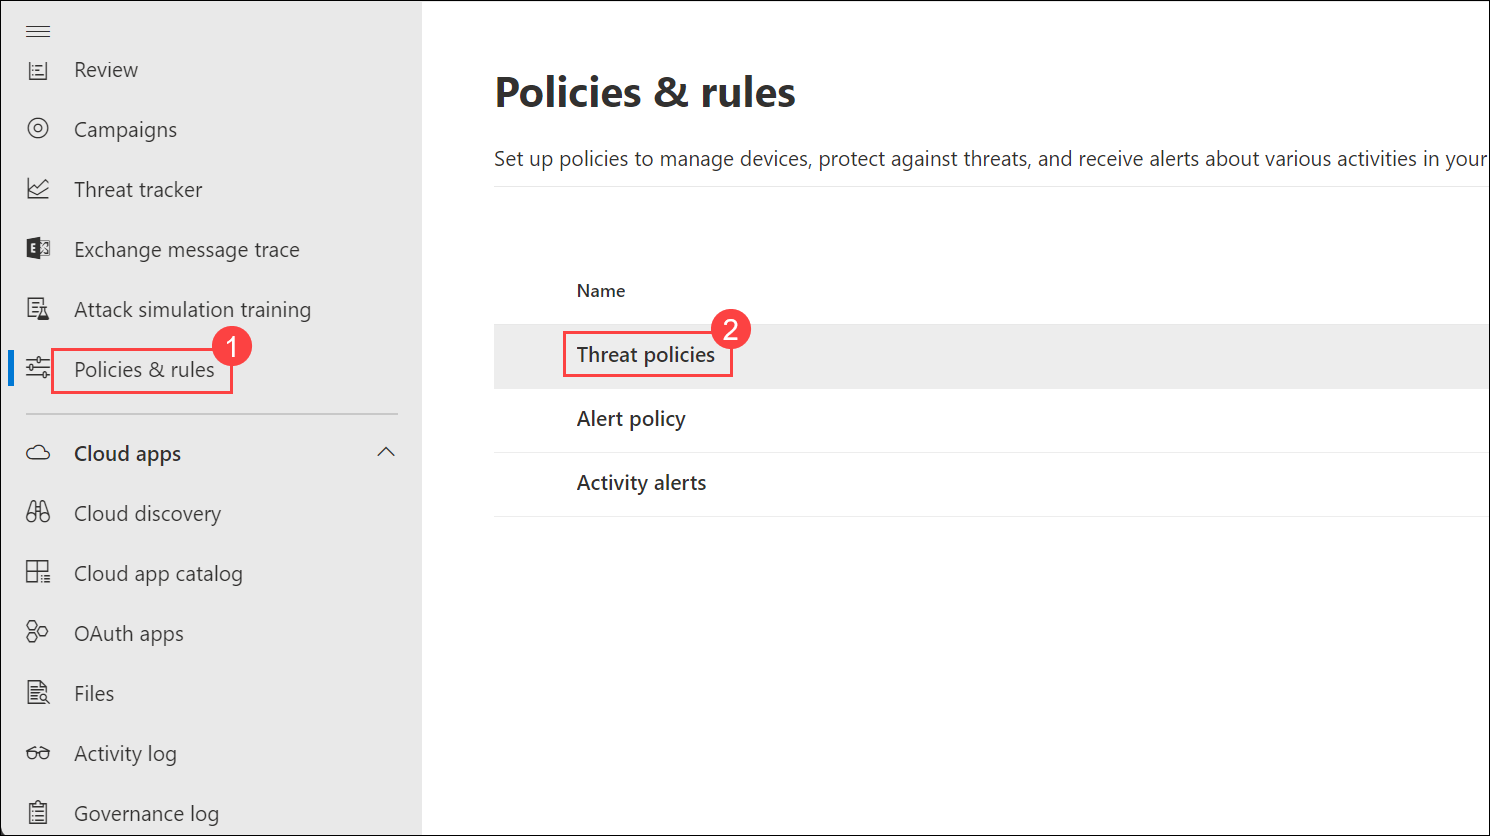 Review
Campaigns
Threat tracker
Exchange message trace
Attack simulation training
1
Policies & rules
Cloud apps
Cloud discovery
Cloud app catalog
OAuth apps
Files
Activity log
Governance log
Policies & rules
Set up policies to manage devices, protect against threats, and receive alerts about various activities in your
Name
2
Threat policies
Alert policy
Activity alerts